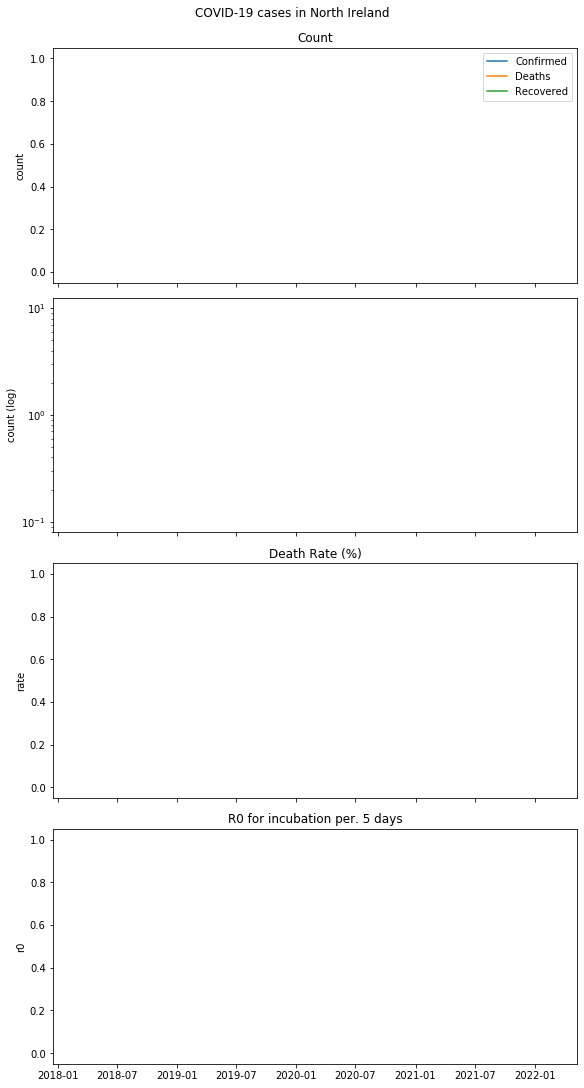 COVID-19 cases in North Ireland
Count
Confirmed
Deaths
Recovered
1.0
0.8
0.6
0.4
0.2
0.0
count
10¹
10⁰
10⁻¹
count (log)
Death Rate (%)
1.0
0.8
0.6
0.4
0.2
0.0
rate
R0 for incubation per. 5 days
1.0
0.8
0.6
0.4
0.2
0.0
r0
2018-01 2018-07 2019-01 2019-07 2020-01 2020-07 2021-01 2021-07 2022-01